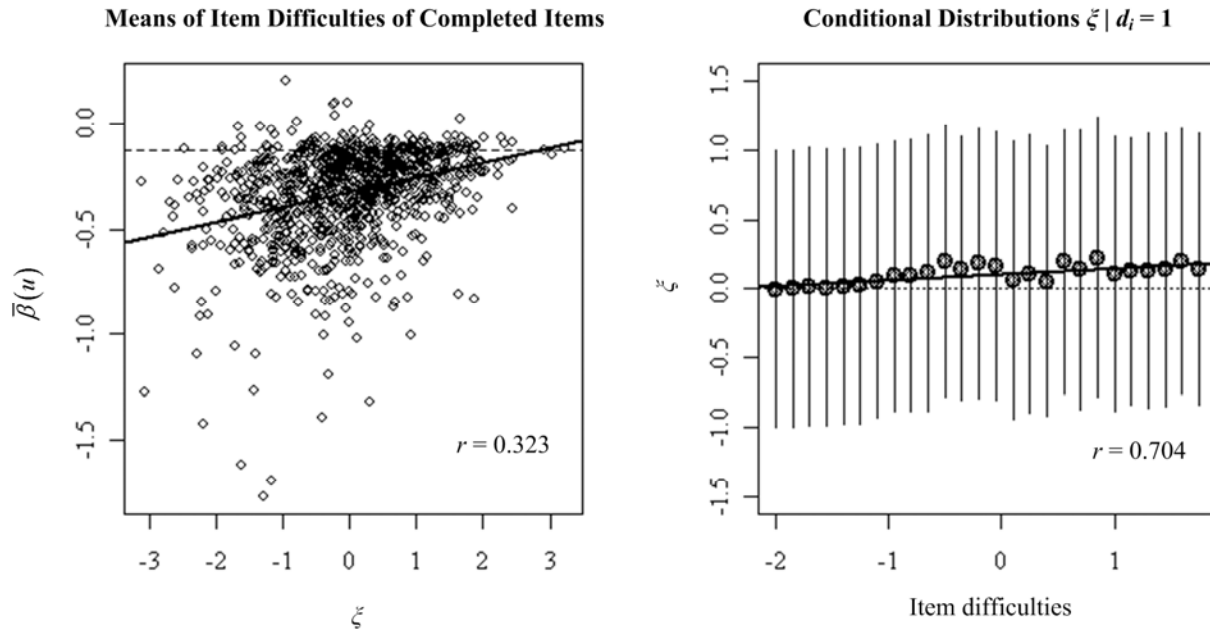 Means of Item Difficulties of Completed Items
β̅(u)
0.0
-0.5
-1.0
-1.5
r = 0.323
-3 -2 -1 0 1 2 3
ξ
Conditional Distributions ξ | dᵢ = 1
ξ
1.5
1.0
0.5
0.0
-0.5
-1.0
-1.5
r = 0.704
-2 -1 0 1
Item difficulties